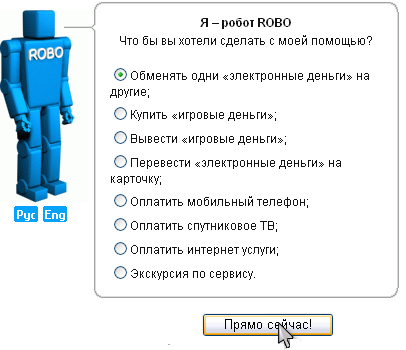 ROBO
Я – робот ROBO
Что бы вы хотели сделать с моей помощью?
Обменять одни «электронные деньги» на
другие;
Купить «игровые деньги»;
Вывести «игровые деньги»;
Перевести «электронные деньги» на
карточку;
Оплатить мобильный телефон;
Оплатить спутниковое ТВ;
Оплатить интернет услуги;
Экскурсия по сервису.
Рус Eng
Прямо сейчас!